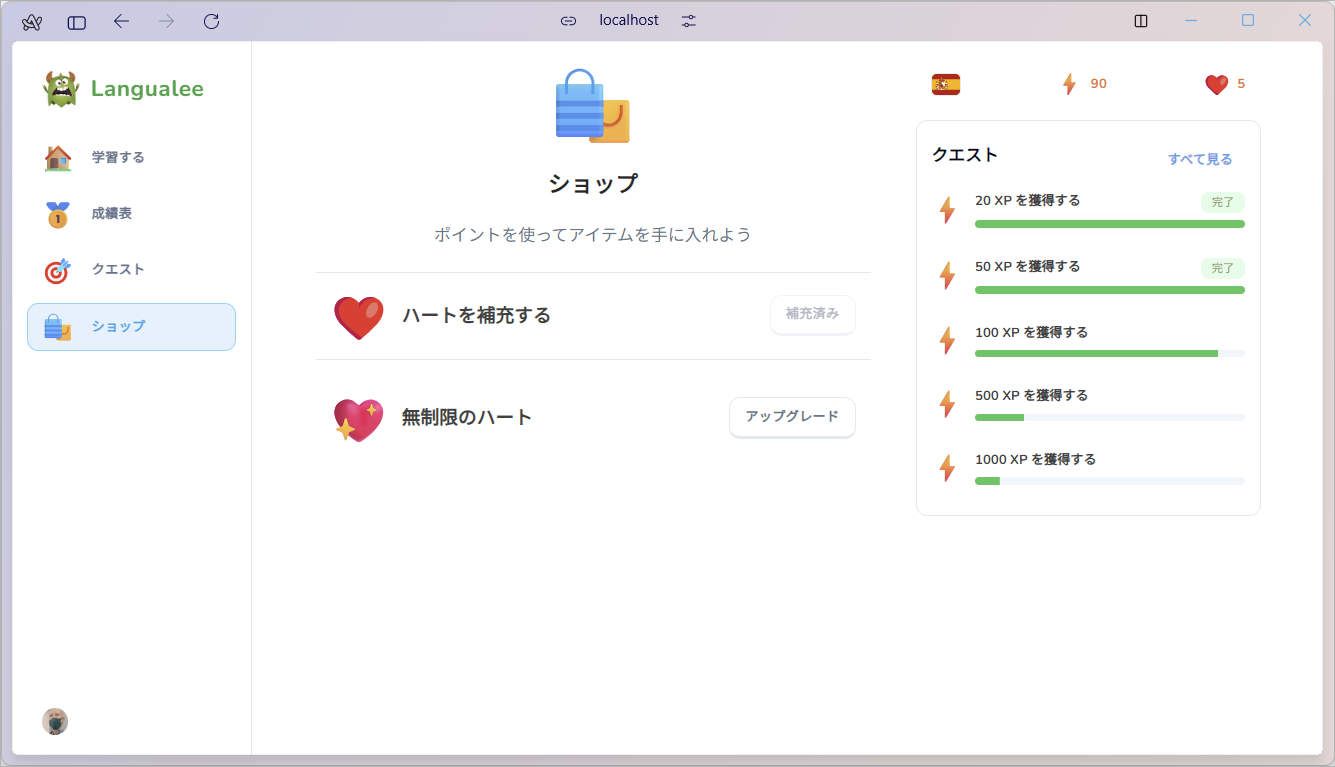 localhost
Langualee
学習する
成績表
クエスト
ショップ
ショップ
ポイントを使ってアイテムを手に入れよう
ハートを補充する
補充済み
無制限のハート
アップグレード
90
5
クエスト
すべて見る
20 XP を獲得する
完了
50 XP を獲得する
完了
100 XP を獲得する
500 XP を獲得する
1000 XP を獲得する